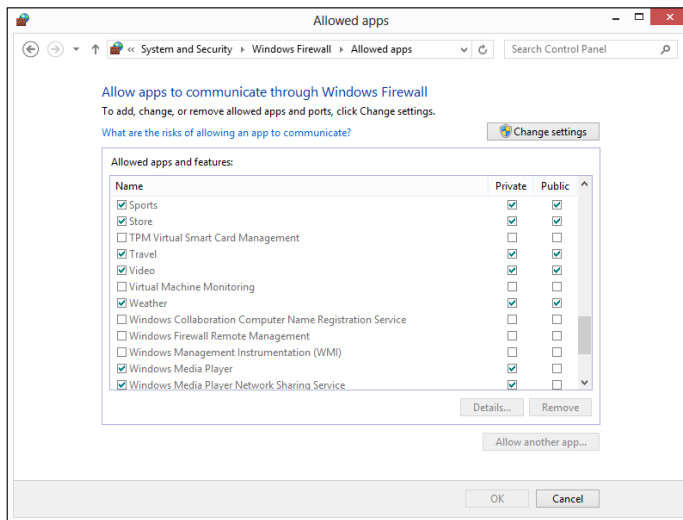 Allowed apps
« System and Security Windows Firewall Allowed apps
Search Control Panel
Allow apps to communicate through Windows Firewall
To add, change, or remove allowed apps and ports, click Change settings.
What are the risks of allowing an app to communicate?
Change settings
Allowed apps and features:
Name Private Public
Sports
Store
TPM Virtual Smart Card Management
Travel
Video
Virtual Machine Monitoring
Weather
Windows Collaboration Computer Name Registration Service
Windows Firewall Remote Management
Windows Management Instrumentation (WMI)
Windows Media Player
Windows Media Player Network Sharing Service
Details... Remove
Allow another app...
OK Cancel